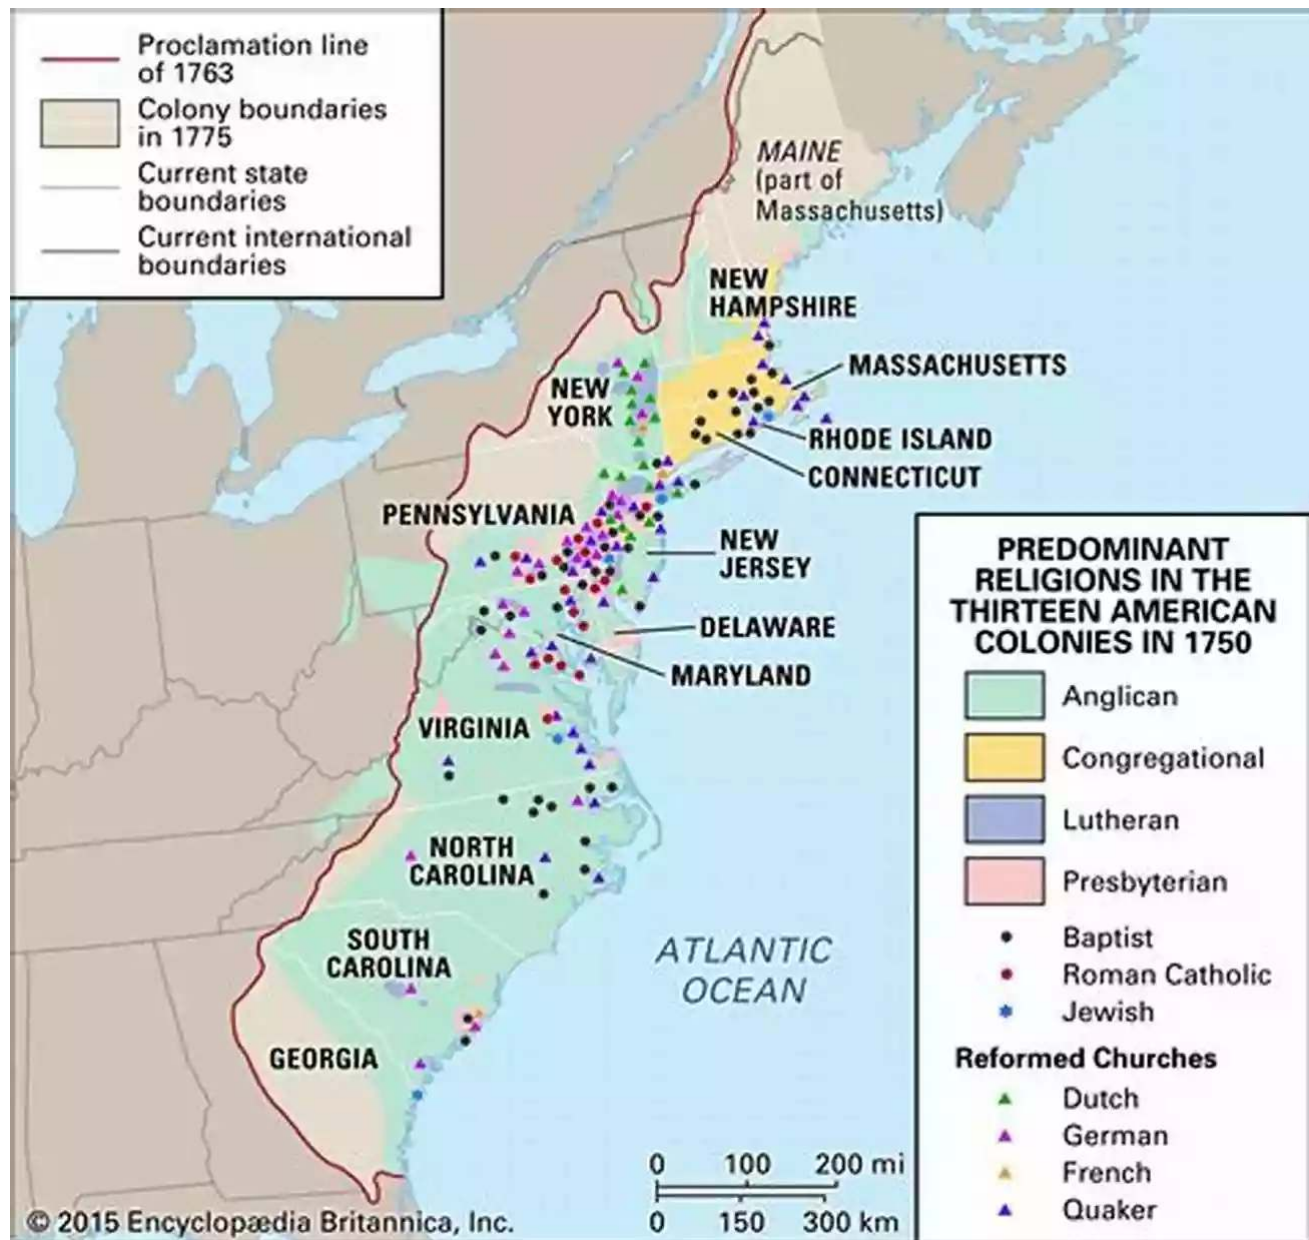 Proclamation line
of 1763
Colony boundaries
in 1775
Current state
boundaries
Current international
boundaries
MAINE
(part of
Massachusetts)
NEW
HAMPSHIRE
MASSACHUSETTS
NEW
YORK
RHODE ISLAND
CONNECTICUT
PENNSYLVANIA
NEW
JERSEY
DELAWARE
MARYLAND
VIRGINIA
NORTH
CAROLINA
SOUTH
CAROLINA
GEORGIA
ATLANTIC
OCEAN
PREDOMINANT
RELIGIONS IN THE
THIRTEEN AMERICAN
COLONIES IN 1750
Anglican
Congregational
Lutheran
Presbyterian
Baptist
Roman Catholic
Jewish
Reformed Churches
Dutch
German
French
Quaker
0 100 200 mi
0 150 300 km
© 2015 Encyclopædia Britannica, Inc.